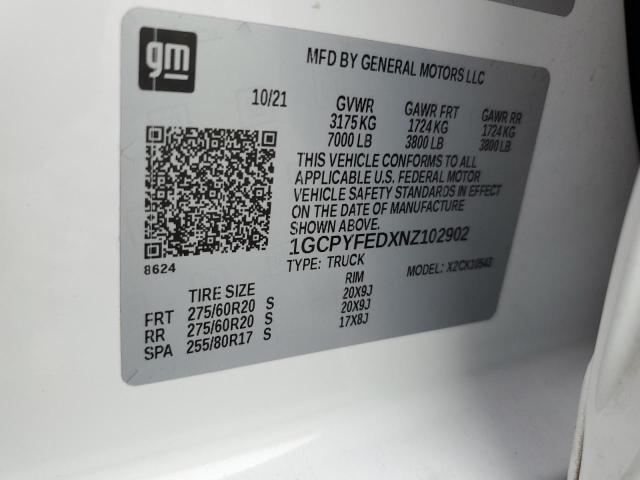 gm
MFD BY GENERAL MOTORS LLC
10/21
GVWR GAWR FRT GAWR RR
3175 KG 1724 KG 1724 KG
7000 LB 3800 LB 3800 LB
THIS VEHICLE CONFORMS TO ALL
APPLICABLE U.S. FEDERAL MOTOR
VEHICLE SAFETY STANDARDS IN EFFECT
ON THE DATE OF MANUFACTURE
SHOWN ABOVE.
1GCPYFEDXNZ102902
8624
TYPE: TRUCK MODEL: X2CK10543
TIRE SIZE RIM
FRT 275/60R20 S 20X9J
RR 275/60R20 S 20X9J
SPA 255/80R17 S 17X8J